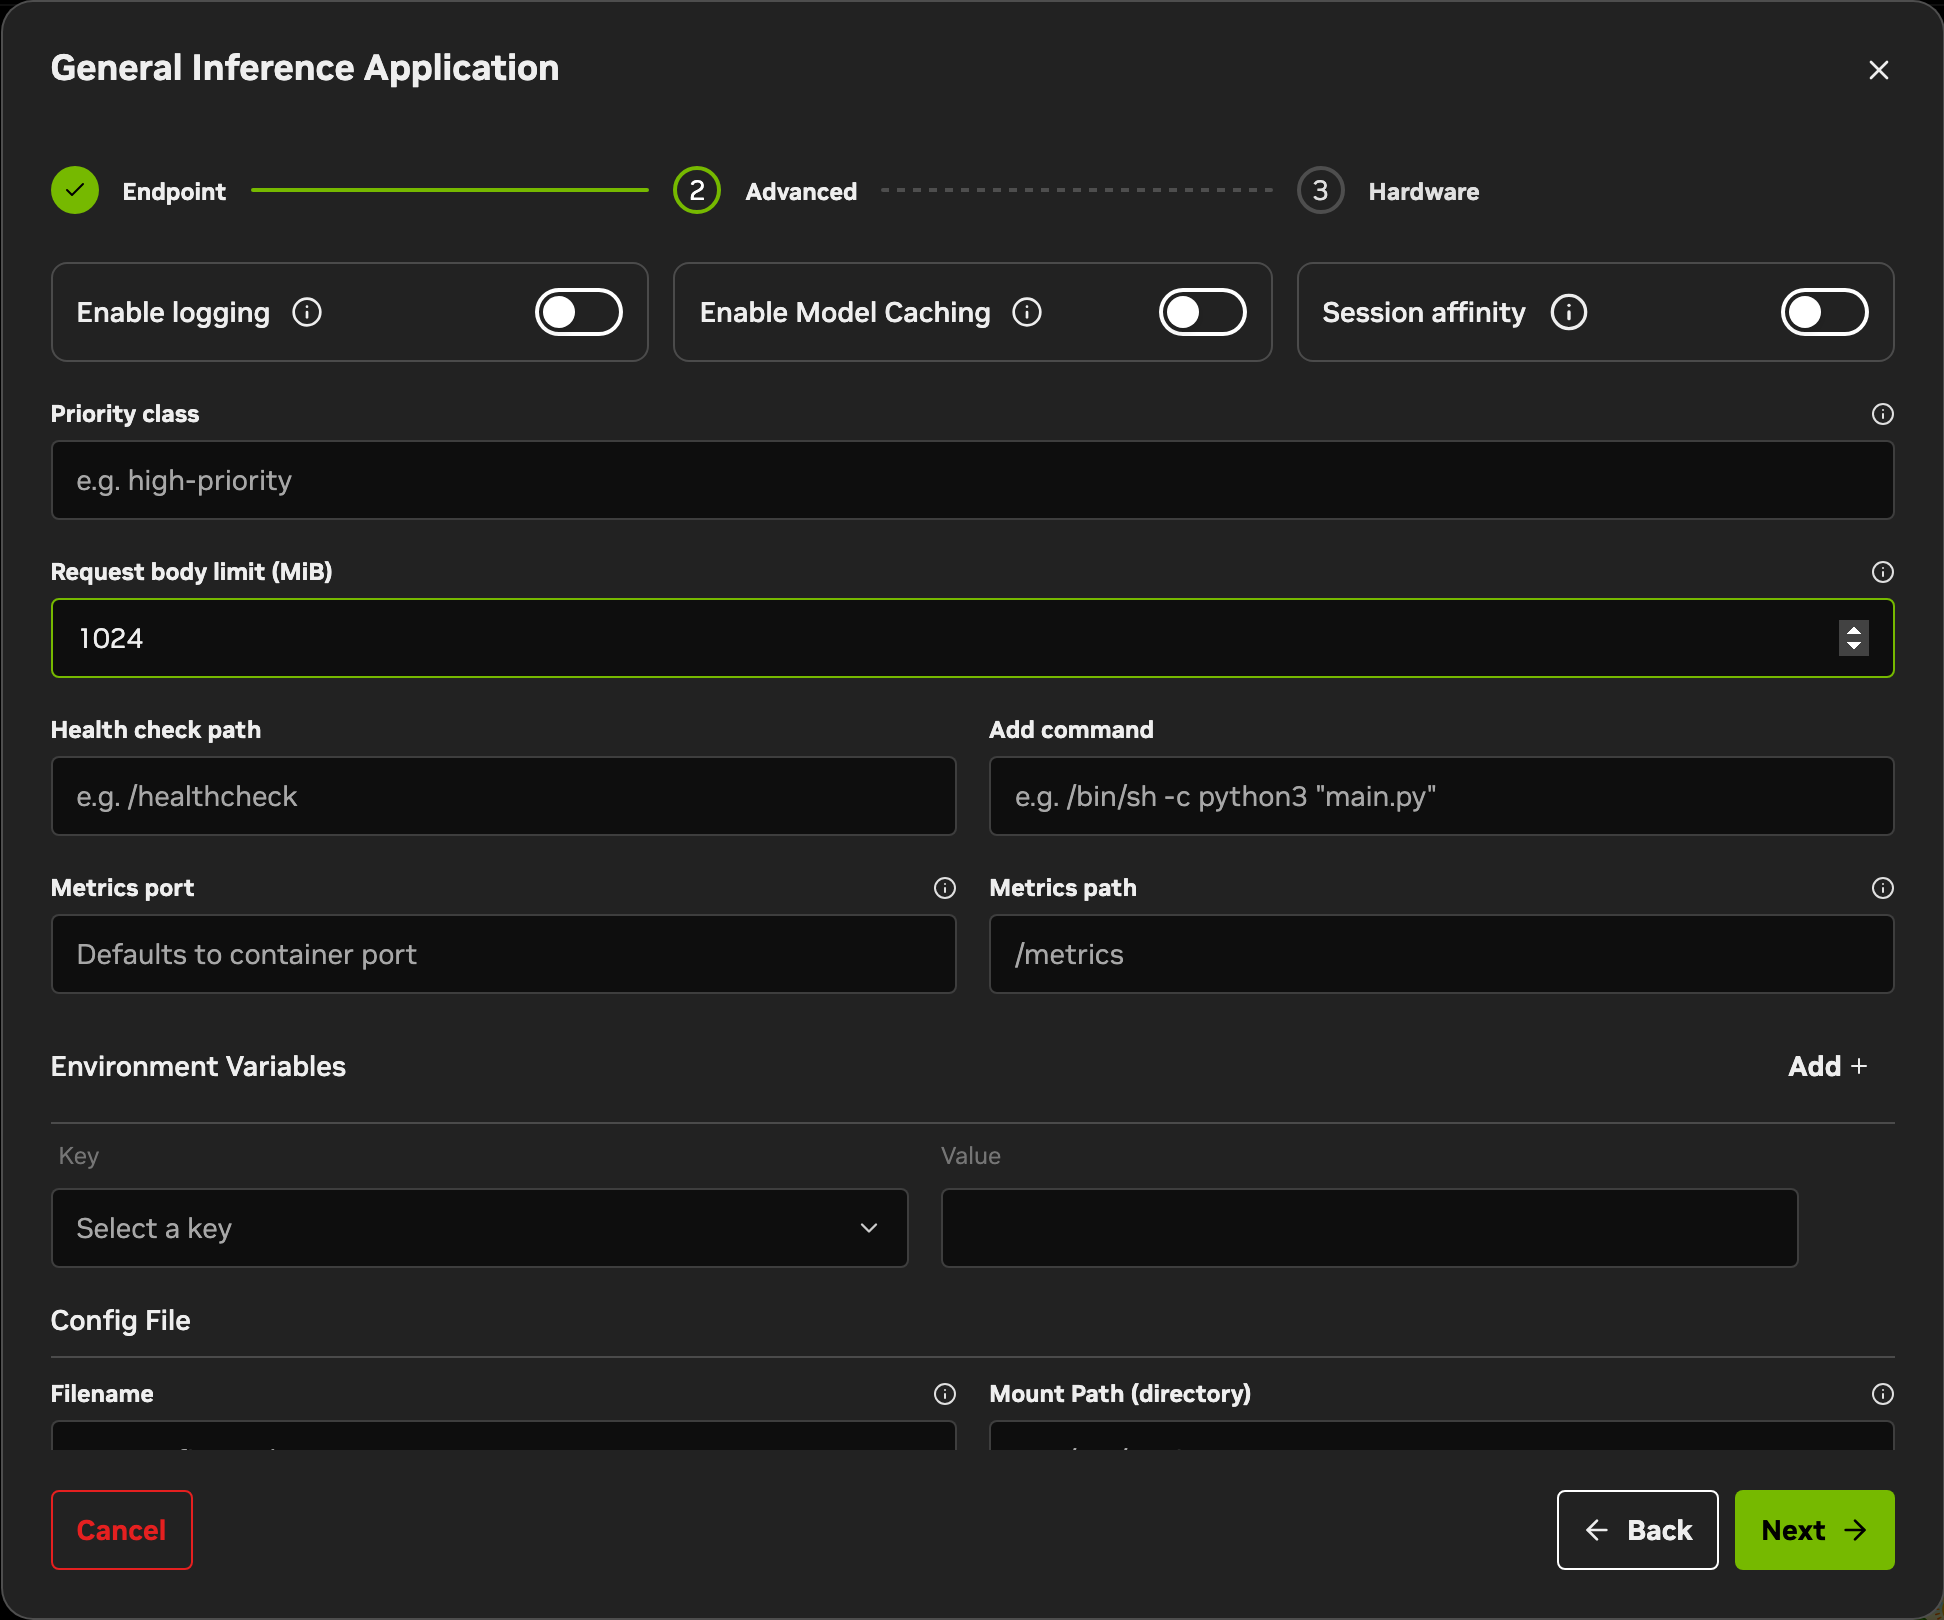 General Inference Application
Endpoint
2 Advanced
3 Hardware
Enable logging
Enable Model Caching
Session affinity
Priority class
e.g. high-priority
Request body limit (MiB)
1024
Health check path
Add command
e.g. /healthcheck
e.g. /bin/sh -c python3 "main.py"
Metrics port
Metrics path
Defaults to container port
/metrics
Environment Variables
Add +
Key
Value
Select a key
Config File
Filename
Mount Path (directory)
Cancel
Back
Next